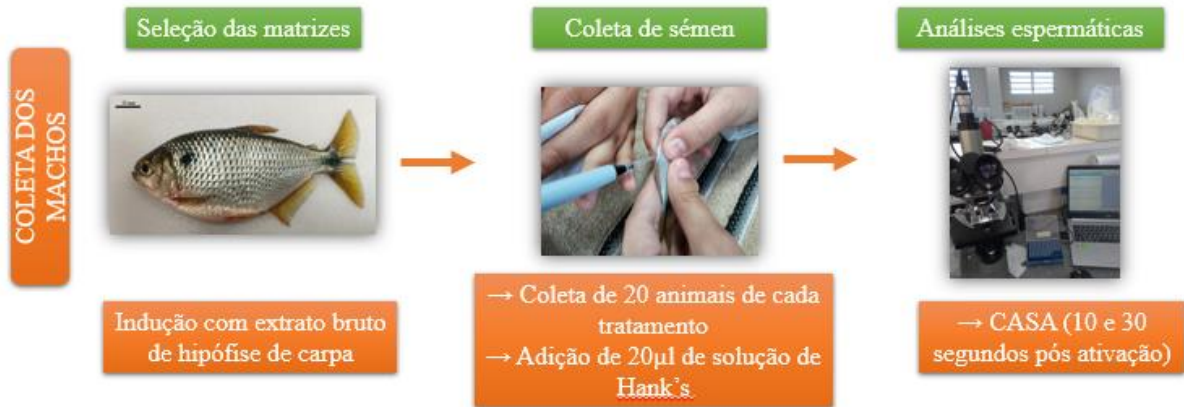 COLETA DOS
MACHOS
Seleção das matrizes
Indução com extrato bruto
de hipófise de carpa
Coleta de sémen
→ Coleta de 20 animais de cada
tratamento
→ Adição de 20µl de solução de
Hank's
Análises espermáticas
→ CASA (10 e 30
segundos pós ativação)